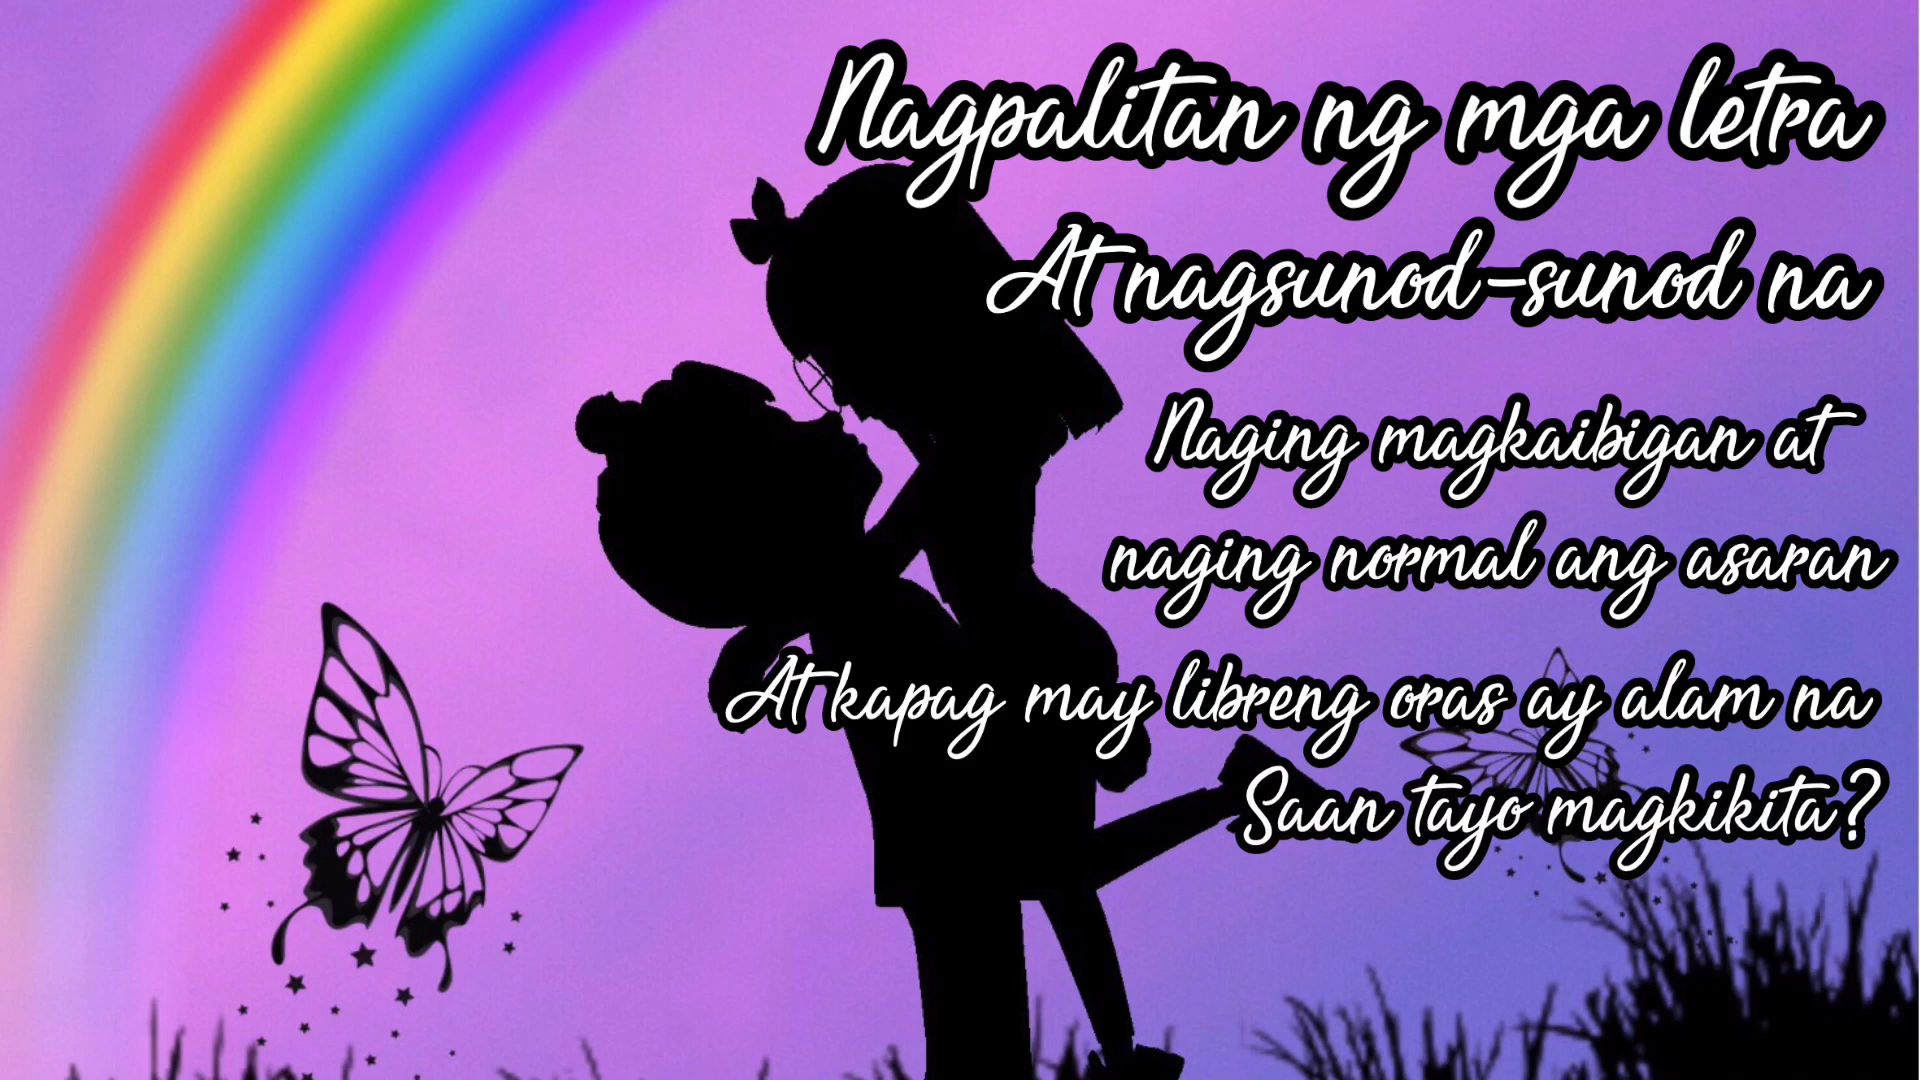 Nagpalitan ng mga letra
At nagsunod-sunod na
Naging magkaibigan at
naging normal ang asaran
At kapag may libreng oras ay alam na
Saan tayo magkikita?